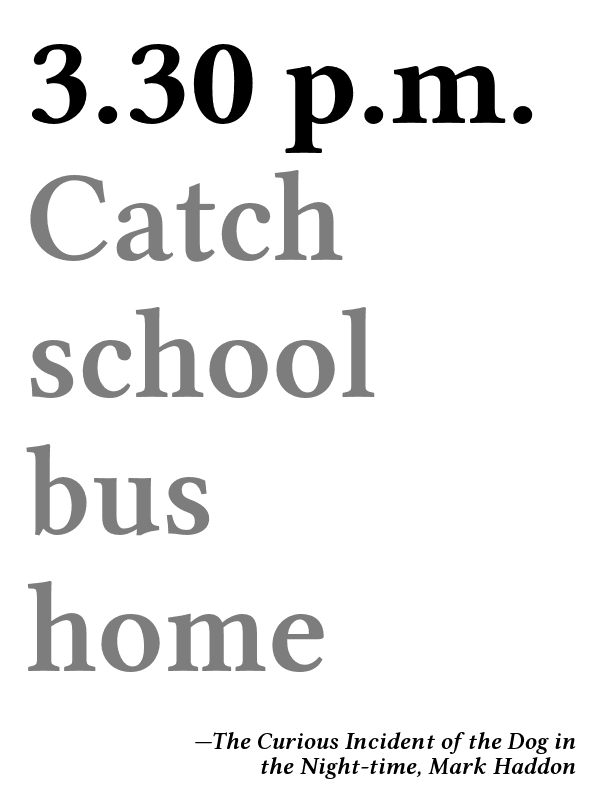 3.30 p.m.
Catch
school
bus
home
—The Curious Incident of the Dog in
the Night-time, Mark Haddon